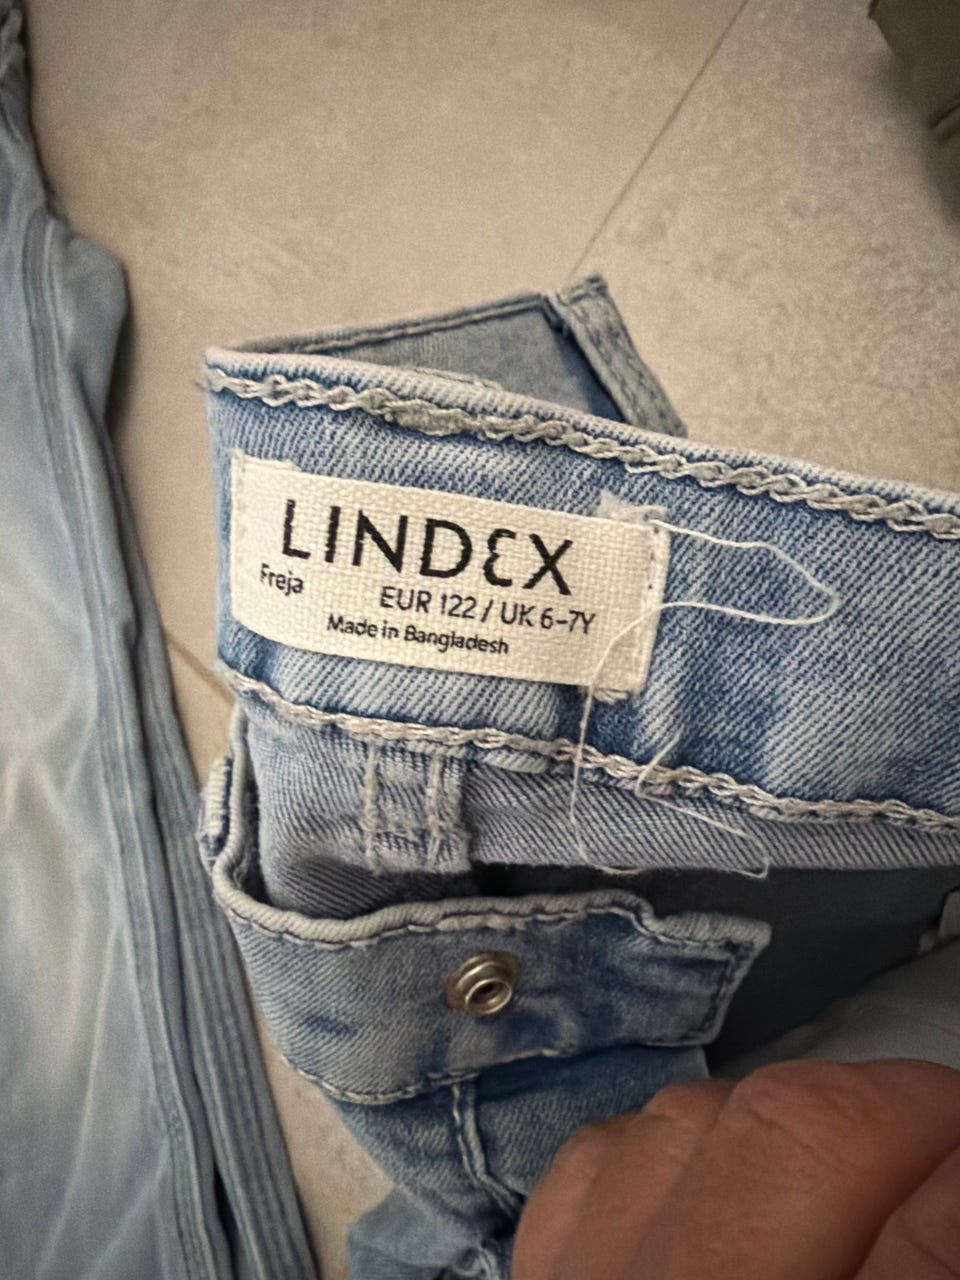 LINDEX
Freja
EUR 122 / UK 6-7Y
Made in Bangladesh